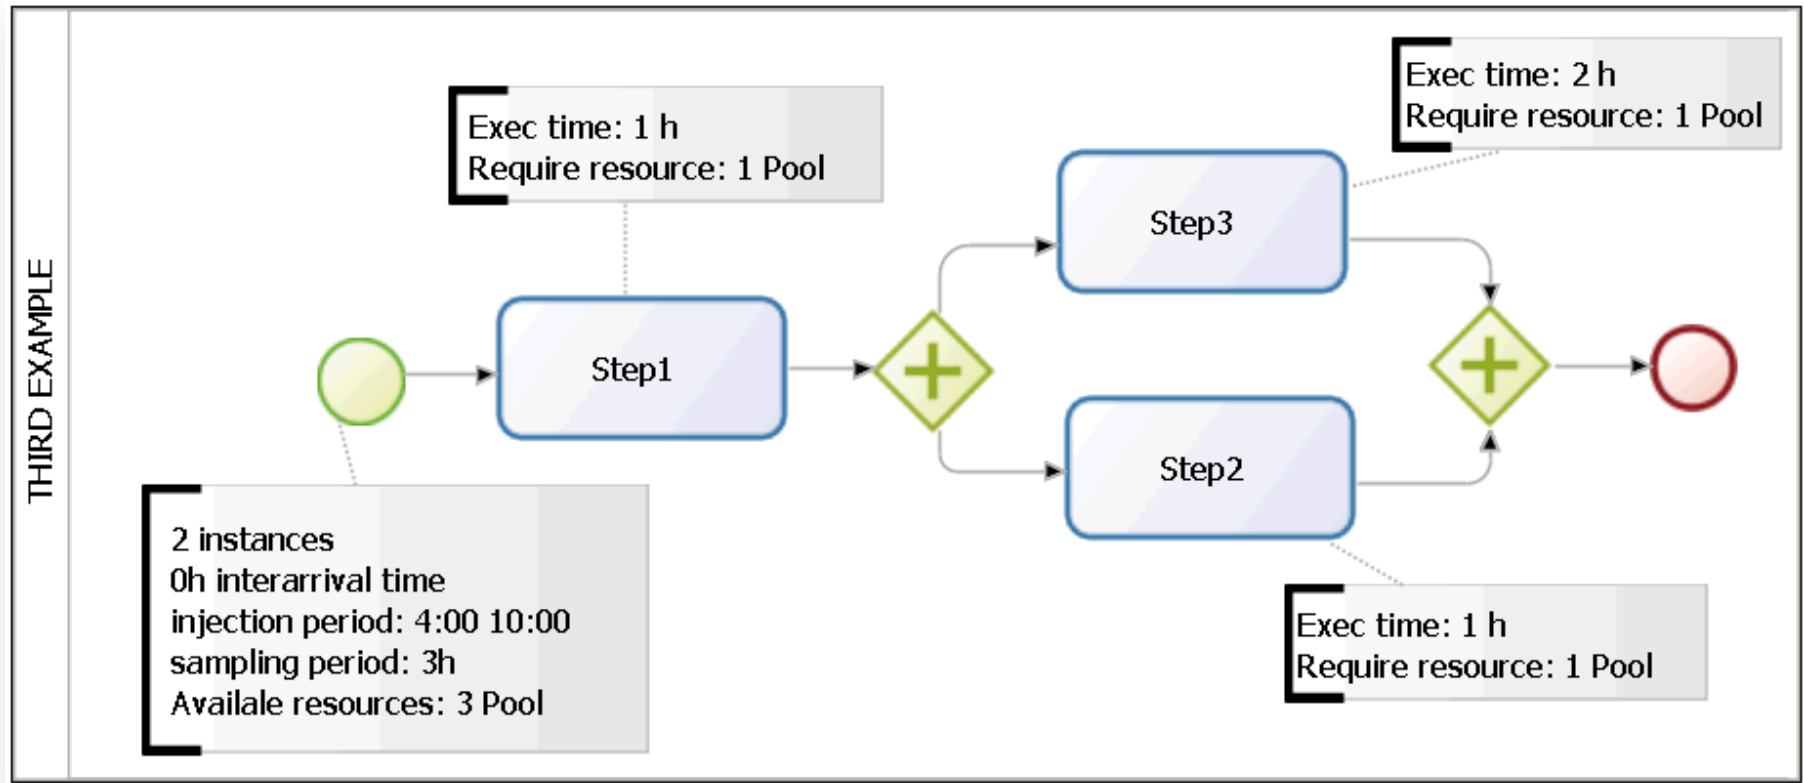 THIRD EXAMPLE
Exec time: 1 h
Require resource: 1 Pool
Exec time: 2 h
Require resource: 1 Pool
Step3
Step1
Step2
2 instances
0h interarrival time
injection period: 4:00 10:00
sampling period: 3h
Availale resources: 3 Pool
Exec time: 1 h
Require resource: 1 Pool